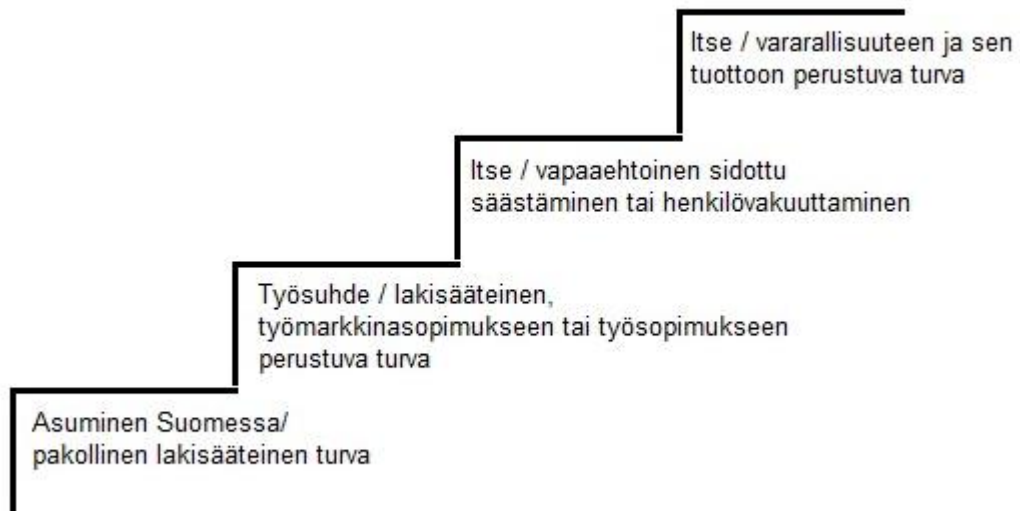 Itse / vararallisuuteen ja sen
tuottoon perustuva turva
Itse / vapaaehtoinen sidottu
säästäminen tai henkilövakuuttaminen
Työsuhde / lakisääteinen,
työmarkkinasopimukseen tai työsopimukseen
perustuva turva
Asuminen Suomessa/
pakollinen lakisääteinen turva